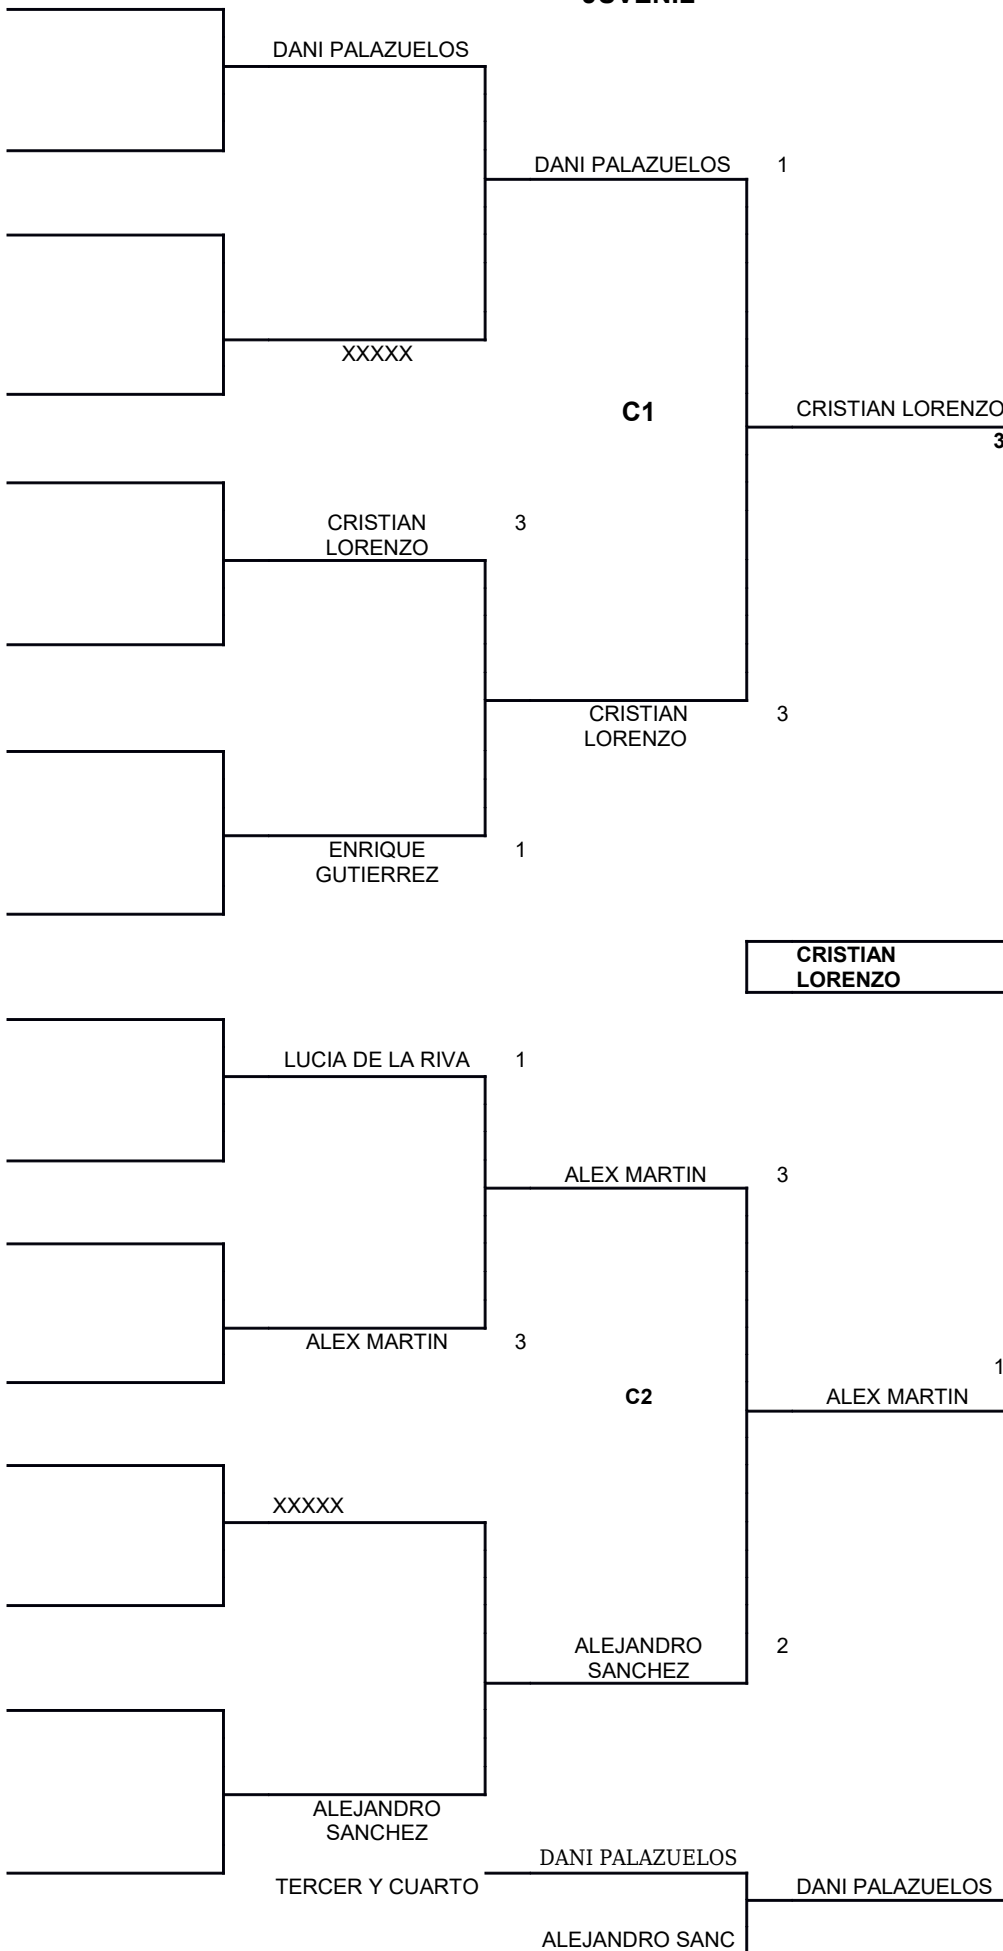 JUVENIL
DANI PALAZUELOS
DANI PALAZUELOS 1
XXXXX
C1
CRISTIAN LORENZO
3
CRISTIAN 3
LORENZO
CRISTIAN 3
LORENZO
ENRIQUE 1
GUTIERREZ
CRISTIAN
LORENZO
LUCIA DE LA RIVA 1
ALEX MARTIN 3
ALEX MARTIN 3
1
C2
ALEX MARTIN
XXXXX
ALEJANDRO 2
SANCHEZ
ALEJANDRO
SANCHEZ
DANI PALAZUELOS
TERCER Y CUARTO
DANI PALAZUELOS
ALEJANDRO SANC